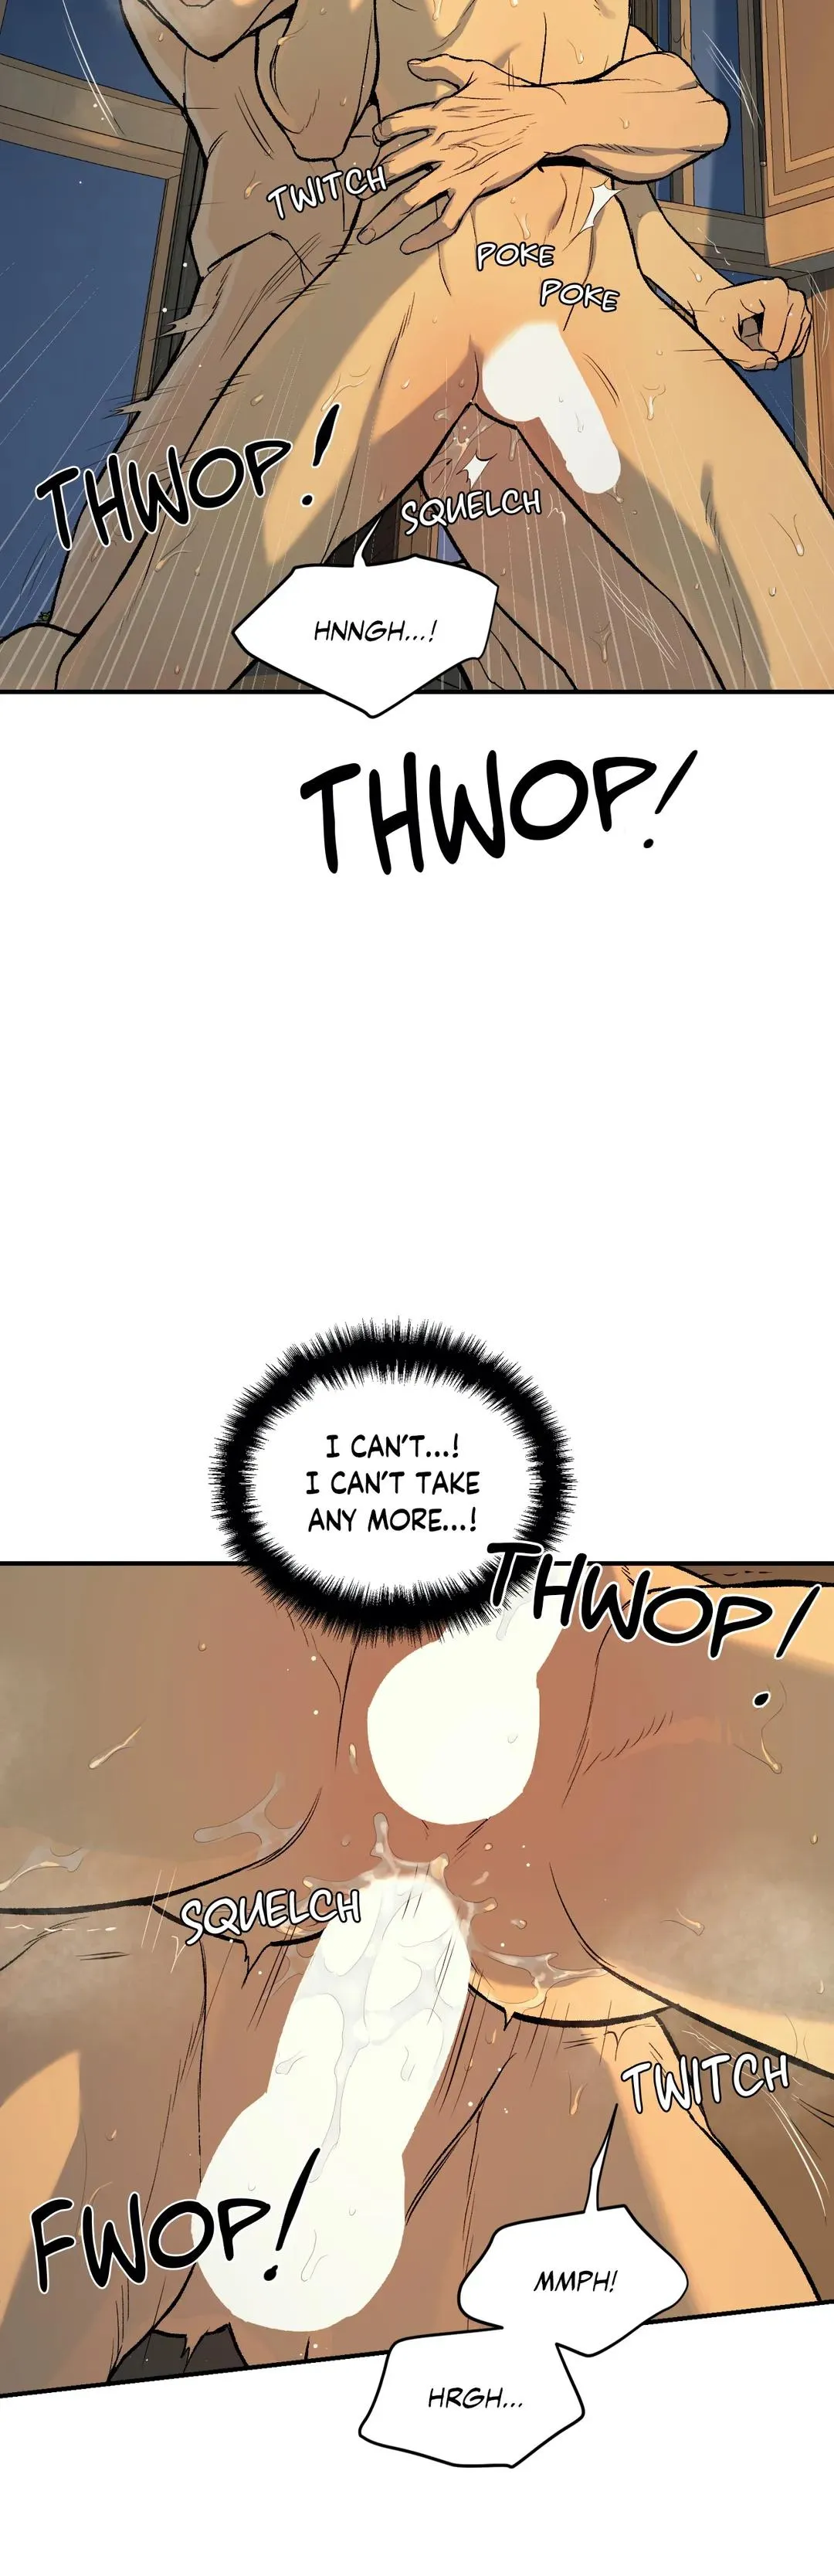 TWITCH
POKE
POKE
THWOP!
SQUELCH
HNNGH...!
THWOP!
I CAN'T...!
I CAN'T TAKE
ANY MORE...!
THWOP!
SQUELCH
TWITCH
FWOP!
MMPH!
HRGH...